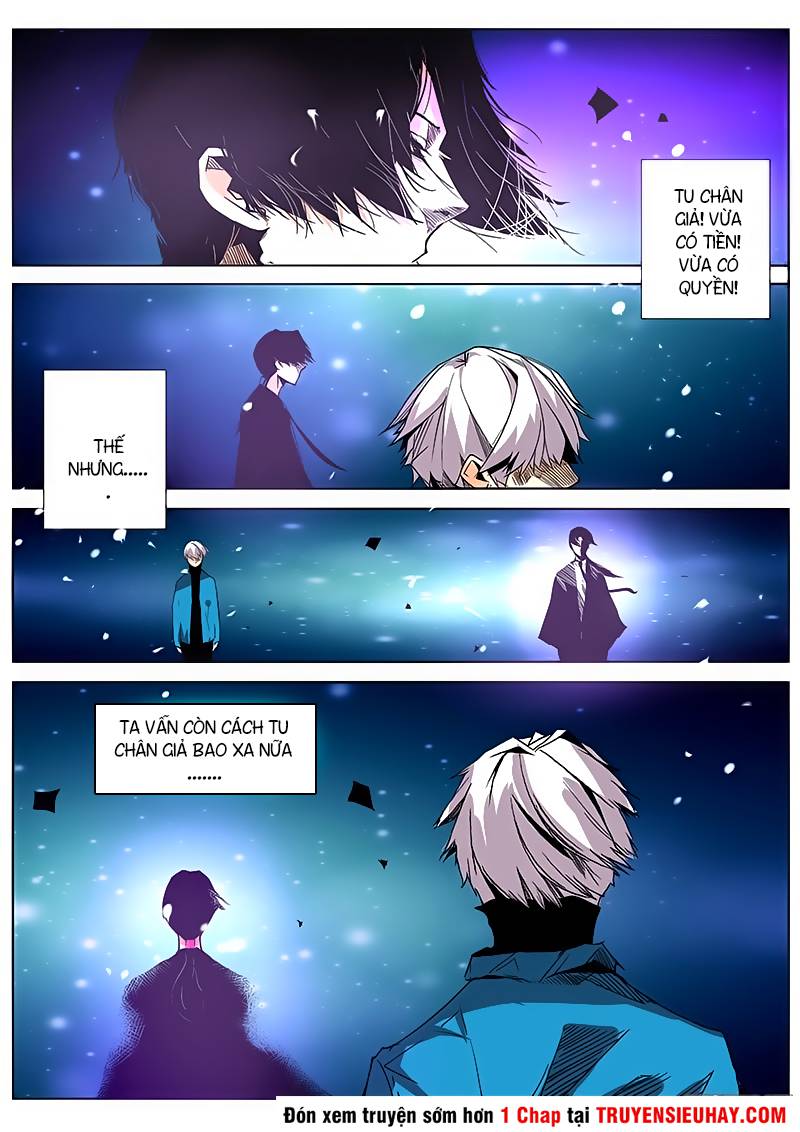 TU CHÂN
GIẢ! VỪA
CÓ TIỀN!
VỪA CÓ
QUYỀN!
THẾ
NHƯNG.....
.
TA VẪN CÒN CÁCH TU
CHÂN GIẢ BAO XA NỮA
.......
Đón xem truyện sớm hơn 1 Chap tại TRUYENSIEUHAY.COM